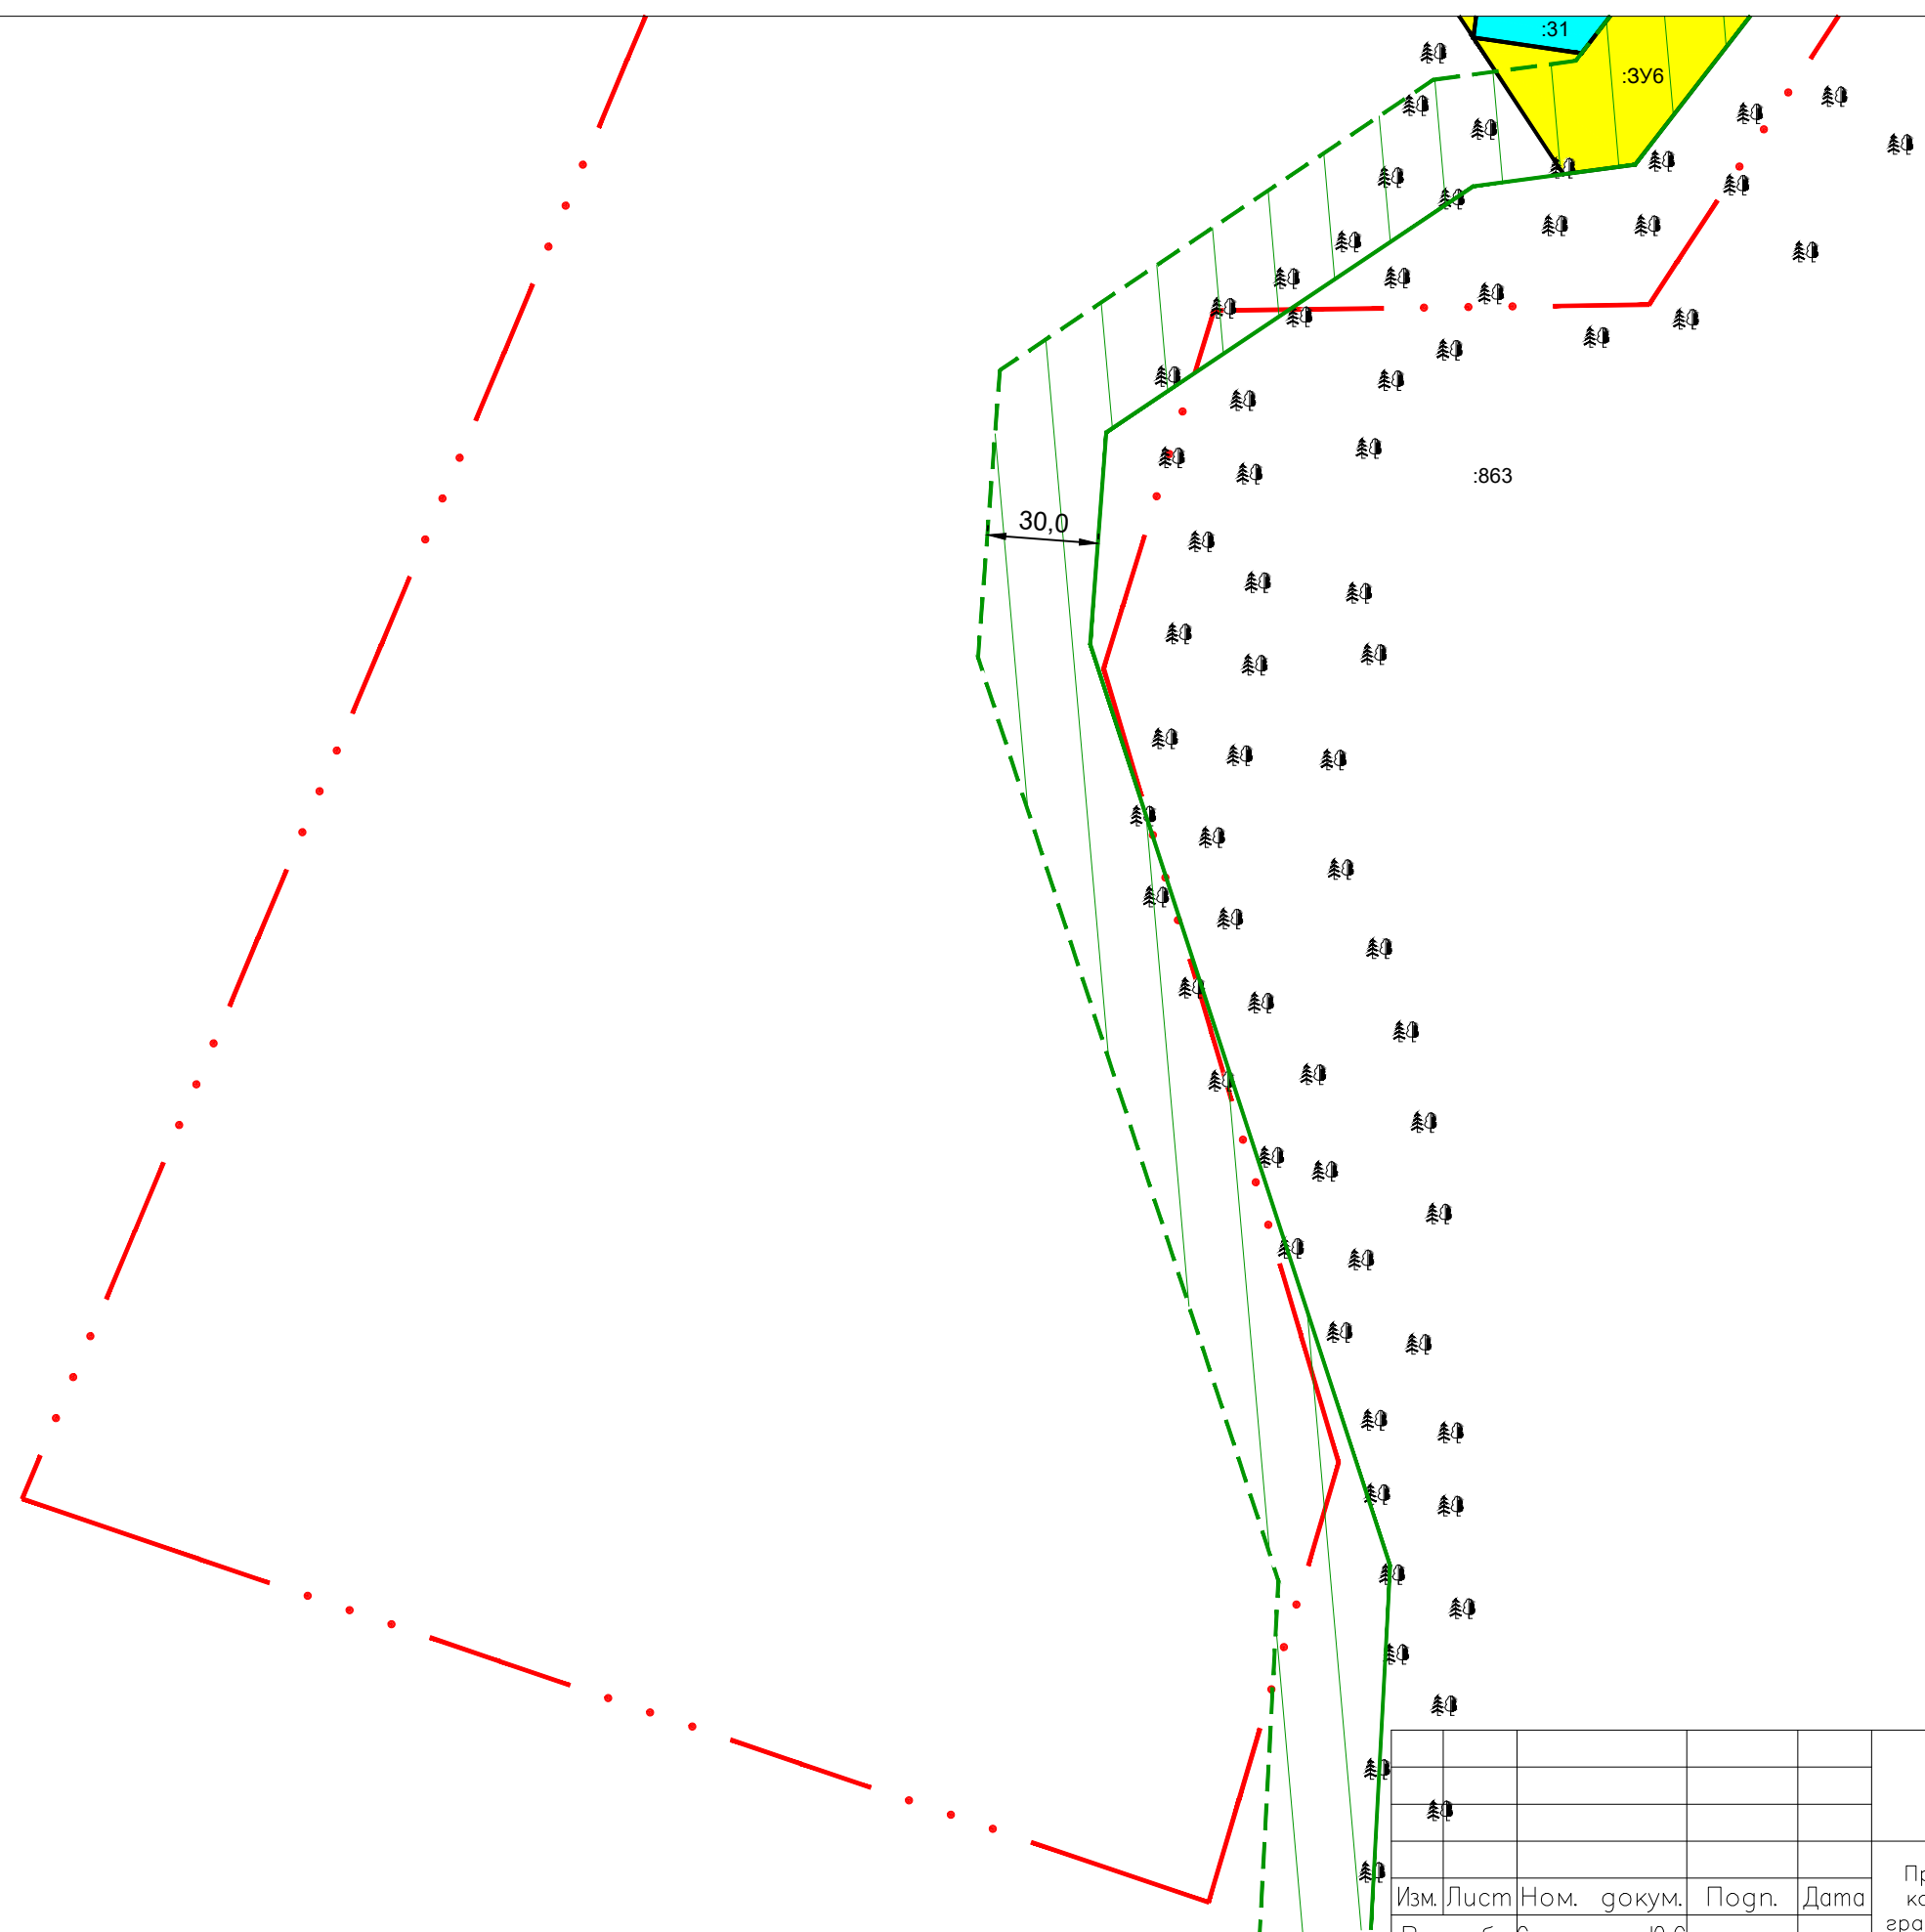 :31
:ЗУ6
:863
30,0
Изм. Лист Ном. докум. Подп. Дата